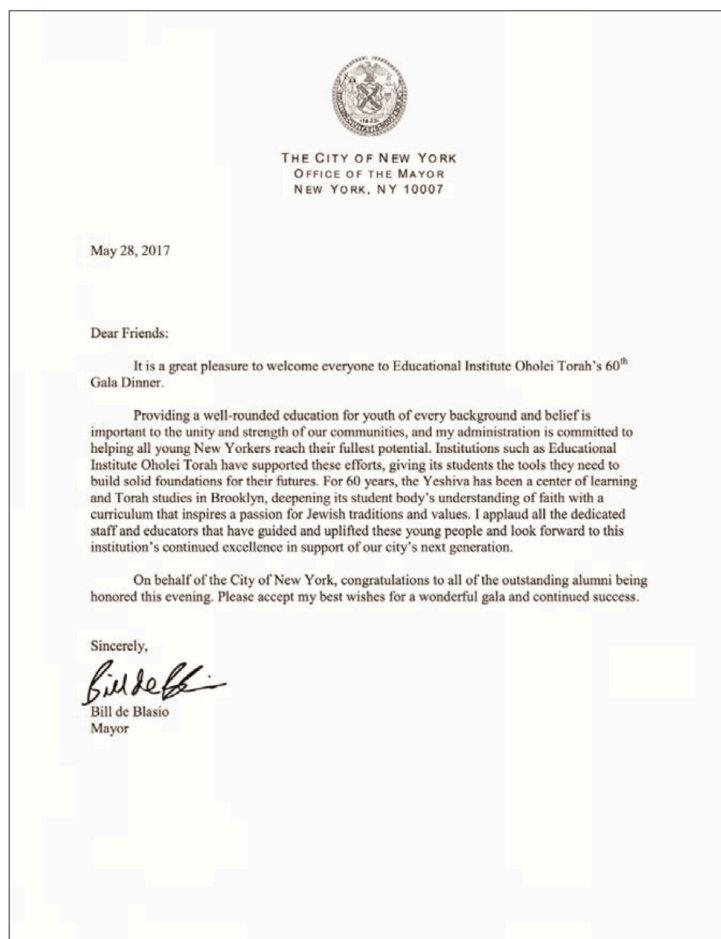 THE CITY OF NEW YORK
OFFICE OF THE MAYOR
NEW YORK, NY 10007
May 28, 2017
Dear Friends:
It is a great pleasure to welcome everyone to Educational Institute Oholei Torah's 60th
Gala Dinner.
Providing a well-rounded education for youth of every background and belief is
important to the unity and strength of our communities, and my administration is committed to
helping all young New Yorkers reach their fullest potential. Institutions such as Educational
Institute Oholei Torah have supported these efforts, giving its students the tools they need to
build solid foundations for their futures. For 60 years, the Yeshiva has been a center of learning
and Torah studies in Brooklyn, deepening its student body's understanding of faith with a
curriculum that inspires a passion for Jewish traditions and values. I applaud all the dedicated
staff and educators that have guided and uplifted these young people and look forward to this
institution's continued excellence in support of our city's next generation.
On behalf of the City of New York, congratulations to all of the outstanding alumni being
honored this evening. Please accept my best wishes for a wonderful gala and continued success.
Sincerely,
Bill de Blasio
Mayor